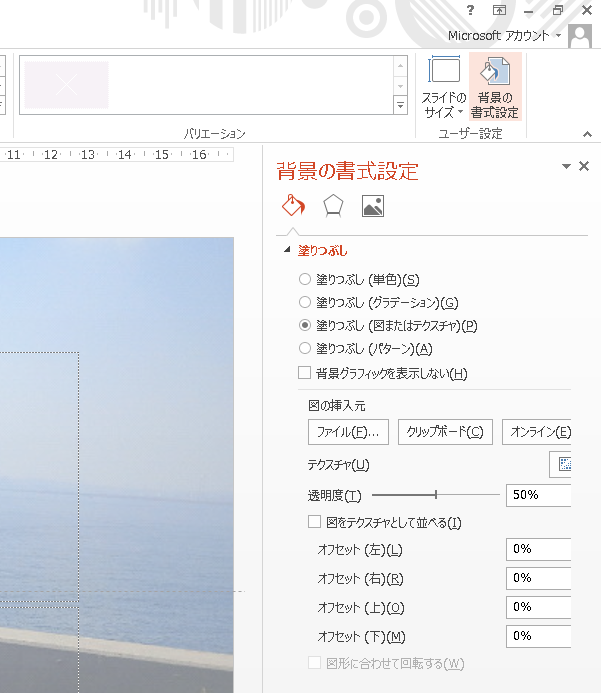 ?
Microsoft アカウント
スライドの
サイズ
背景の
書式設定
バリエーション
ユーザー設定
11 12 13 14 15 16
背景の書式設定
塗りつぶし
塗りつぶし (単色)(S)
塗りつぶし (グラデーション)(G)
塗りつぶし (図またはテクスチャ)(P)
塗りつぶし (パターン)(A)
背景グラフィックを表示しない(H)
図の挿入元
ファイル(F)... クリップボード(C) オンライン(E)
テクスチャ(U)
透明度(T) 50%
図をテクスチャとして並べる(I)
オフセット (左)(L) 0%
オフセット (右)(R) 0%
オフセット (上)(O) 0%
オフセット (下)(M) 0%
図形に合わせて回転する(W)